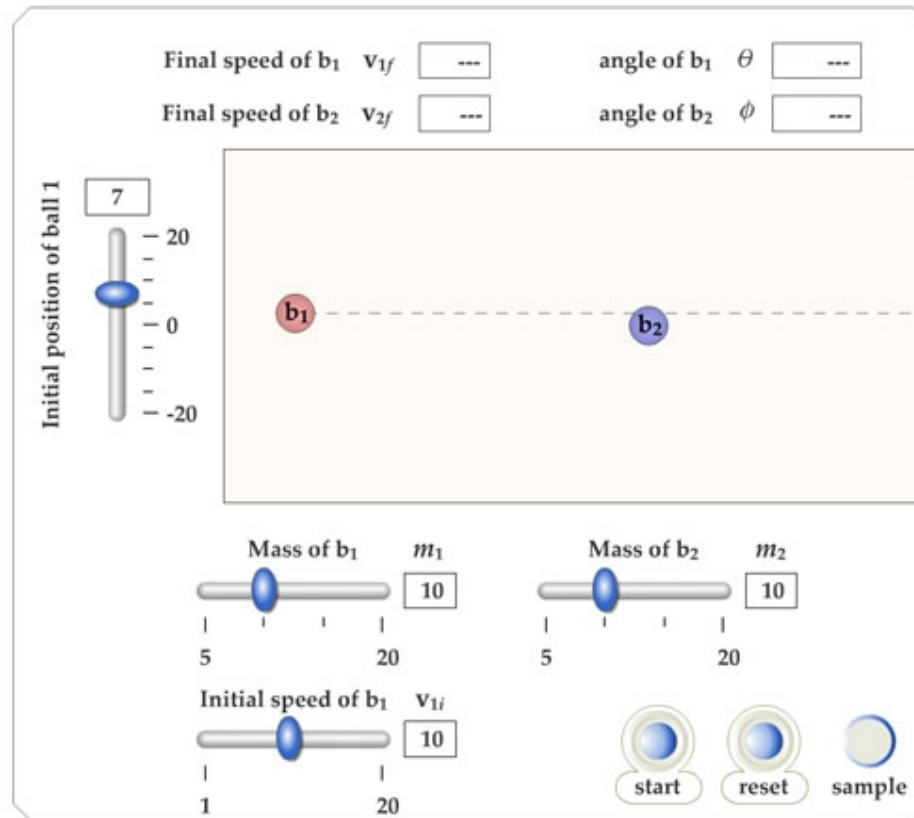 Final speed of b₁ v₁f --- angle of b₁ θ ---
Final speed of b₂ v₂f --- angle of b₂ ϕ ---
Initial position of ball 1
7
20
0
-20
b₁
b₂
Mass of b₁ m₁ Mass of b₂ m₂
10 10
5 20 5 20
Initial speed of b₁ v₁i
10
1 20
start reset sample